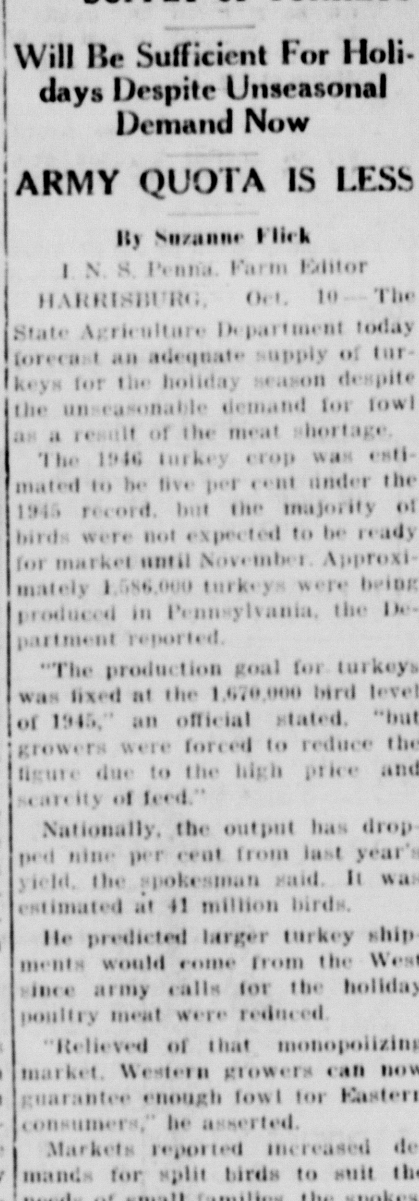 Will Be Sufficient For Holi-
days Despite Unseasonal
Demand Now
ARMY QUOTA IS LESS
By Suzanne Flick
I. N. S. Penna. Farm Editor
HARRISBURG, Oct. 10—The
State Agriculture Department today
forecast an adequate supply of tur-
keys for the holiday season despite
the unseasonable demand for fowl
as a result of the meat shortage.
The 1946 turkey crop was esti-
mated to be five per cent under the
1945 record, but the majority of
birds were not expected to be ready
for market until November. Approxi-
mately 1,586,000 turkeys were being
produced in Pennsylvania, the De-
partment reported.
"The production goal for turkeys
was fixed at the 1,670,000 bird level
of 1945," an official stated, "but
growers were forced to reduce the
figure due to the high price and
scarcity of feed."
Nationally, the output has drop-
ped nine per cent from last year's
yield, the spokesman said. It was
estimated at 41 million birds.
He predicted larger turkey ship-
ments would come from the West
since army calls for the holiday
poultry meat were reduced.
"Relieved of that monopolizing
market, Western growers can now
guarantee enough fowl for Eastern
consumers," he asserted.
Markets reported increased de-
mands for split birds to suit the
needs of small families, the spokes-